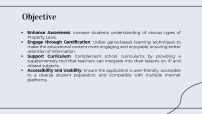 Objective
Enhance Awareness: Increase students' understanding of various types of
Property Laws.
Engage through Gamification: Utilize game-based learning techniques to
make the educational content more engaging and enjoyable, ensuring better
retention of information.
Support Curriculum: Complement school curriculums by providing a
supplementary tool that teachers can integrate into their lessons on IP and
related subjects.
Accessibility and Usability: Ensure the application is user-friendly, accessible
to a diverse student population, and compatible with multiple internet
platforms